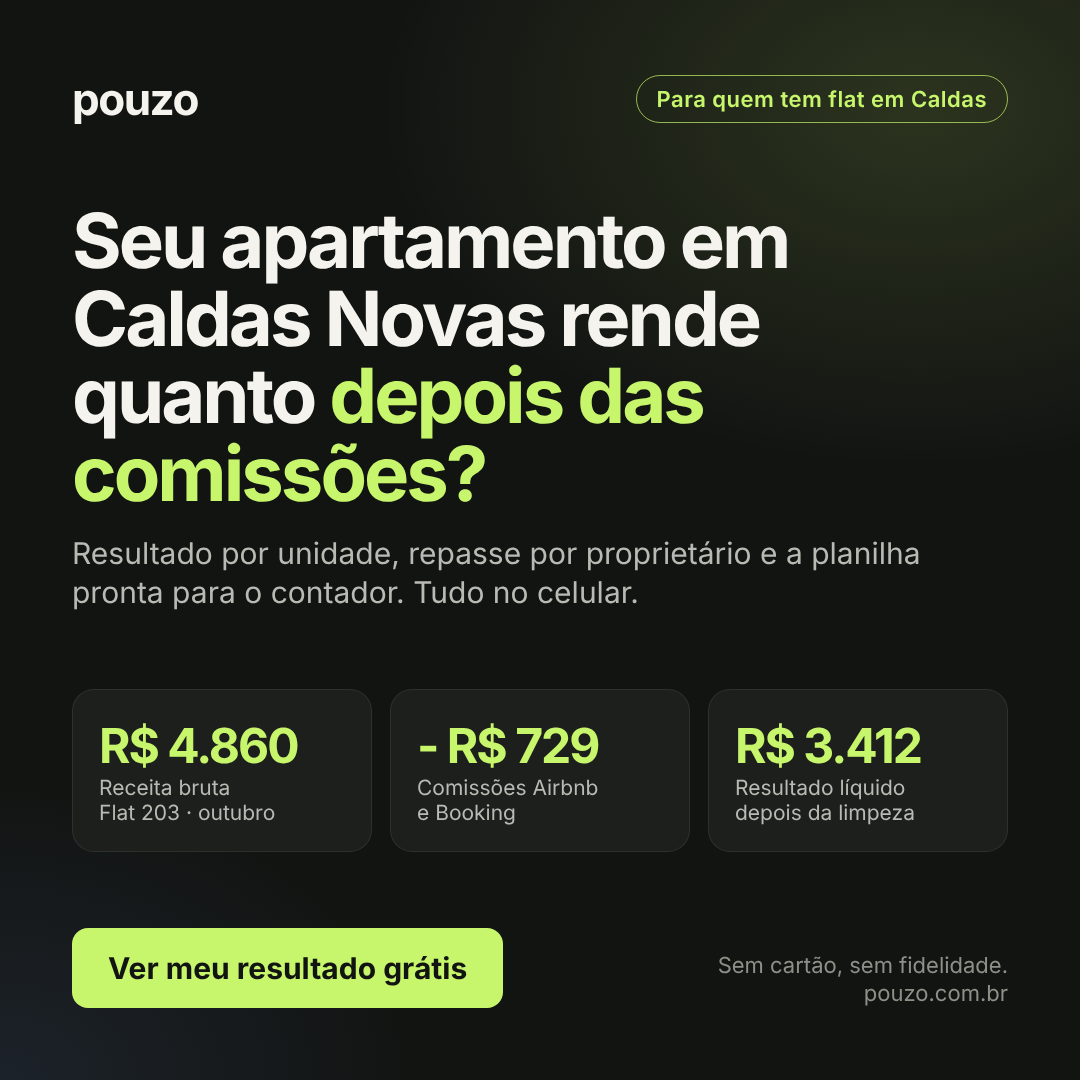 pouzo
Para quem tem flat em Caldas
Seu apartamento em
Caldas Novas rende
quanto depois das
comissões?
Resultado por unidade, repasse por proprietário e a planilha
pronta para o contador. Tudo no celular.
R$ 4.860
Receita bruta
Flat 203 · outubro
- R$ 729
Comissões Airbnb
e Booking
R$ 3.412
Resultado líquido
depois da limpeza
Ver meu resultado grátis
Sem cartão, sem fidelidade.
pouzo.com.br